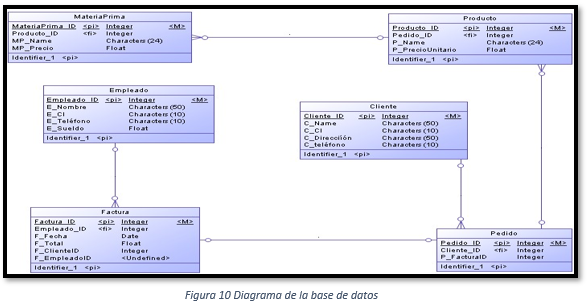 MateriaPrima
MateriaPrima_ID <pi> Integer <M>
Producto_ID <fi> Integer
MP_Name Characters (24)
MP_Precio Float
Identifier_1 <pi>
Producto
Producto_ID <pi> Integer <M>
Pedido_ID <fi> Integer
P_Name Characters (24)
P_PrecioUnitario Float
Identifier_1 <pi>
Empleado
Empleado_ID <pi> Integer <M>
E_Nombre Characters (50)
E_CI Characters (10)
E_Teléfono Characters (10)
E_Sueldo Float
Identifier_1 <pi>
Cliente
Cliente_ID <pi> Integer <M>
C_Name Characters (50)
C_CI Characters (10)
C_Dirección Characters (50)
C_teléfono Characters (10)
Identifier_1 <pi>
Factura
Factura_ID <pi> Integer <M>
Empleado_ID <fi> Integer
F_Fecha Date
F_Total Float
F_ClienteID Integer
F_EmpleadoID <Undefined>
Identifier_1 <pi>
Pedido
Pedido_ID <pi> Integer <M>
Cliente_ID <fi> Integer
P_FacturaID Integer
Identifier_1 <pi>
Figura 10 Diagrama de la base de datos